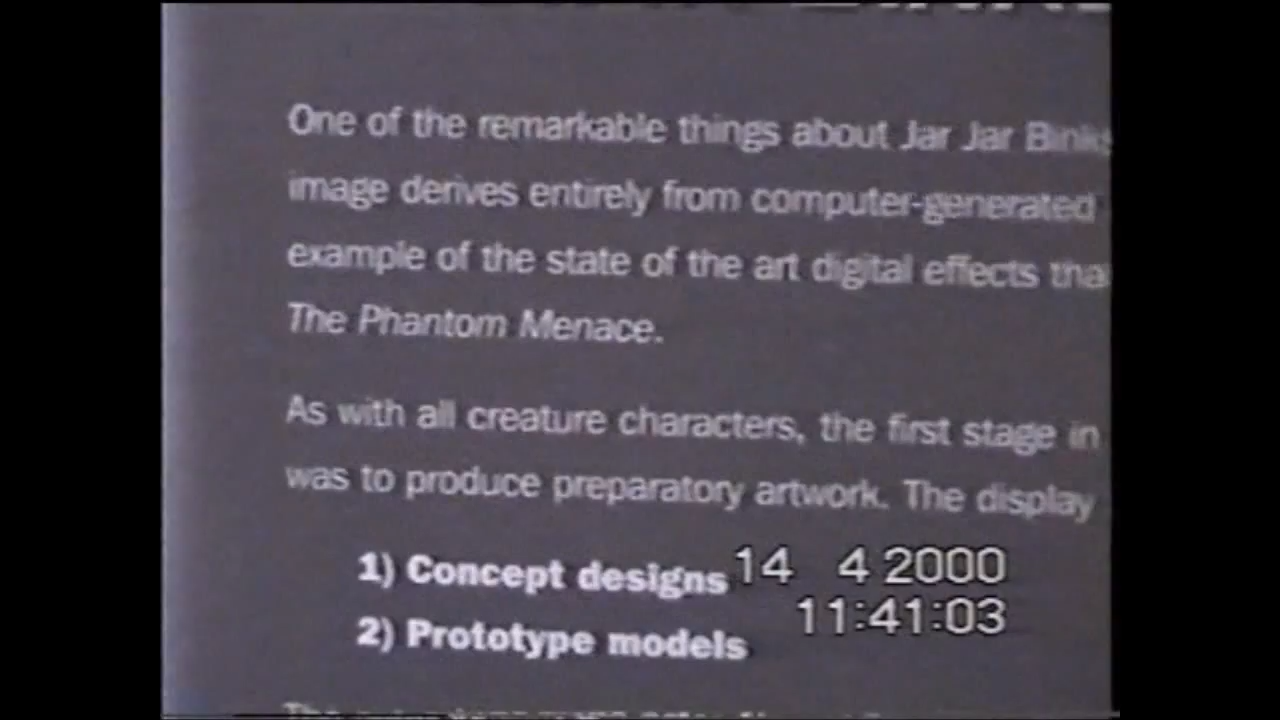 One of the remarkable things about Jar Jar Binks
image derives entirely from computer-generated
example of the state of the art digital effects tha
The Phantom Menace.
As with all creature characters, the first stage in
was to produce preparatory artwork. The display
1) Concept designs
14 4 2000
11:41:03
2) Prototype models